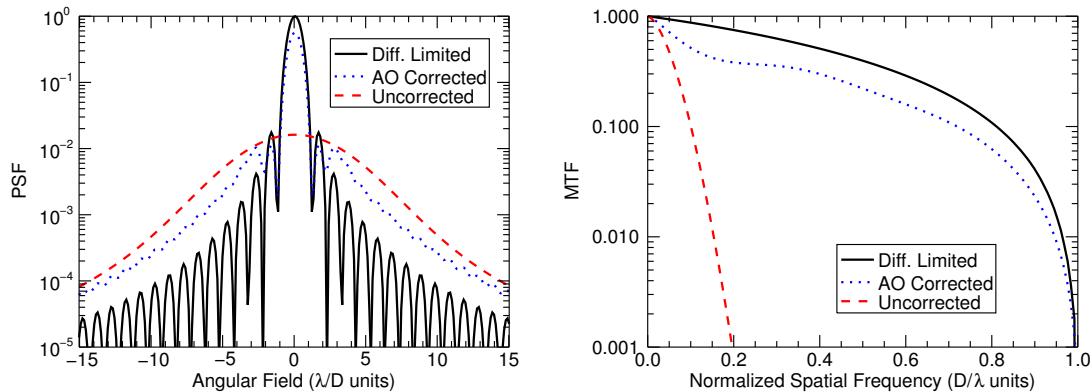 10⁰
10⁻¹
10⁻²
10⁻³
10⁻⁴
10⁻⁵
PSF
Diff. Limited
AO Corrected
Uncorrected
−15 −10 −5 0 5 10 15
Angular Field (λ/D units)
1.000
0.100
0.010
0.001
MTF
Diff. Limited
AO Corrected
Uncorrected
0.0 0.2 0.4 0.6 0.8 1.0
Normalized Spatial Frequency (D/λ units)